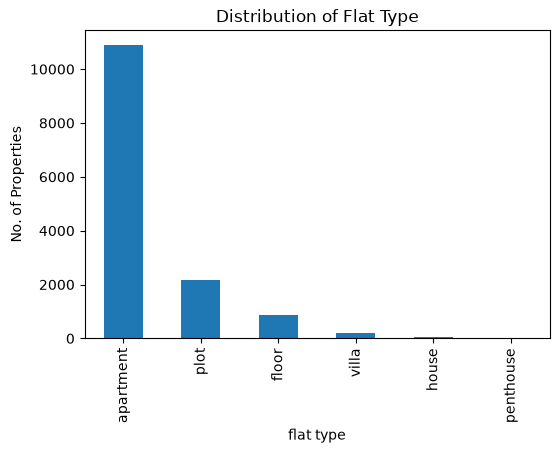 Distribution of Flat Type
No. of Properties
10000
8000
6000
4000
2000
0
apartment
plot
floor
villa
house
penthouse
flat type